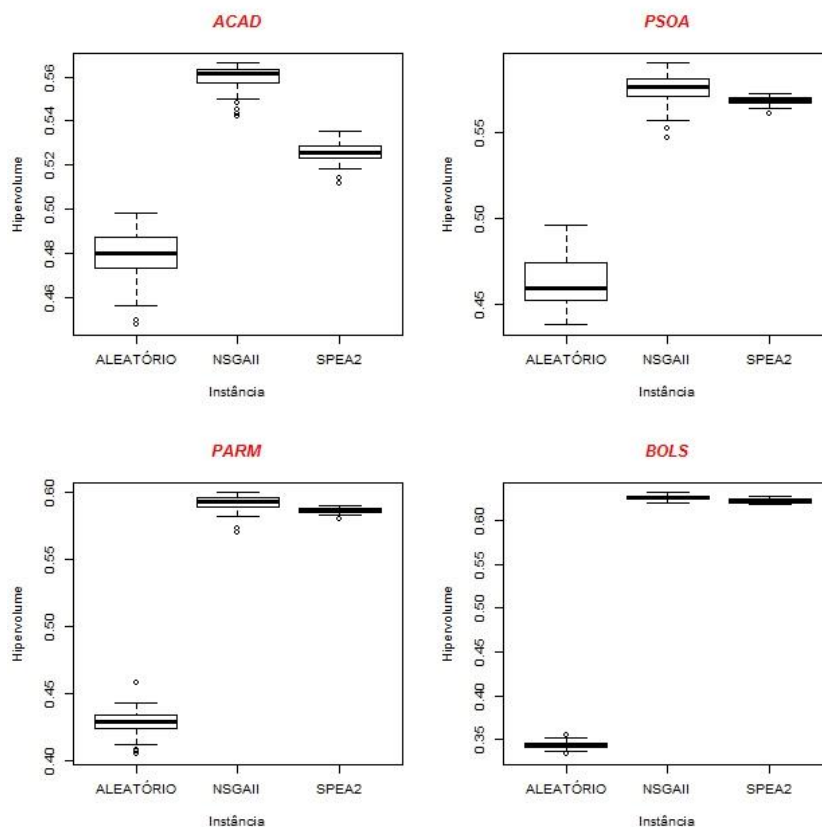 ACAD
Hipervolume
0.56
0.54
0.52
0.50
0.48
0.46
ALEATÓRIO NSGAII SPEA2
Instância
PSOA
Hipervolume
0.55
0.50
0.45
ALEATÓRIO NSGAII SPEA2
Instância
PARM
Hipervolume
0.60
0.55
0.50
0.45
0.40
ALEATÓRIO NSGAII SPEA2
Instância
BOLS
Hipervolume
0.60
0.55
0.50
0.45
0.40
0.35
ALEATÓRIO NSGAII SPEA2
Instância